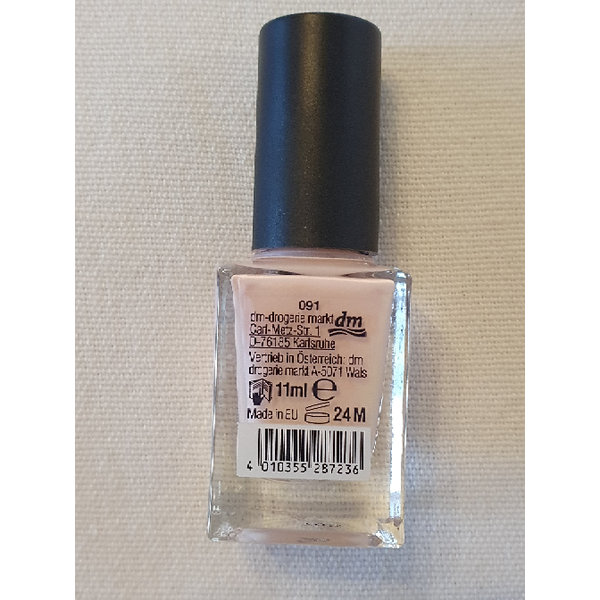 091
dm-drogerie markt dm
Carl-Metz-Str. 1
D-76185 Karlsruhe
Vertrieb in Österreich: dm
drogerie markt A-5071 Wals
11ml e
Made in EU 24 M
4 010355 287236